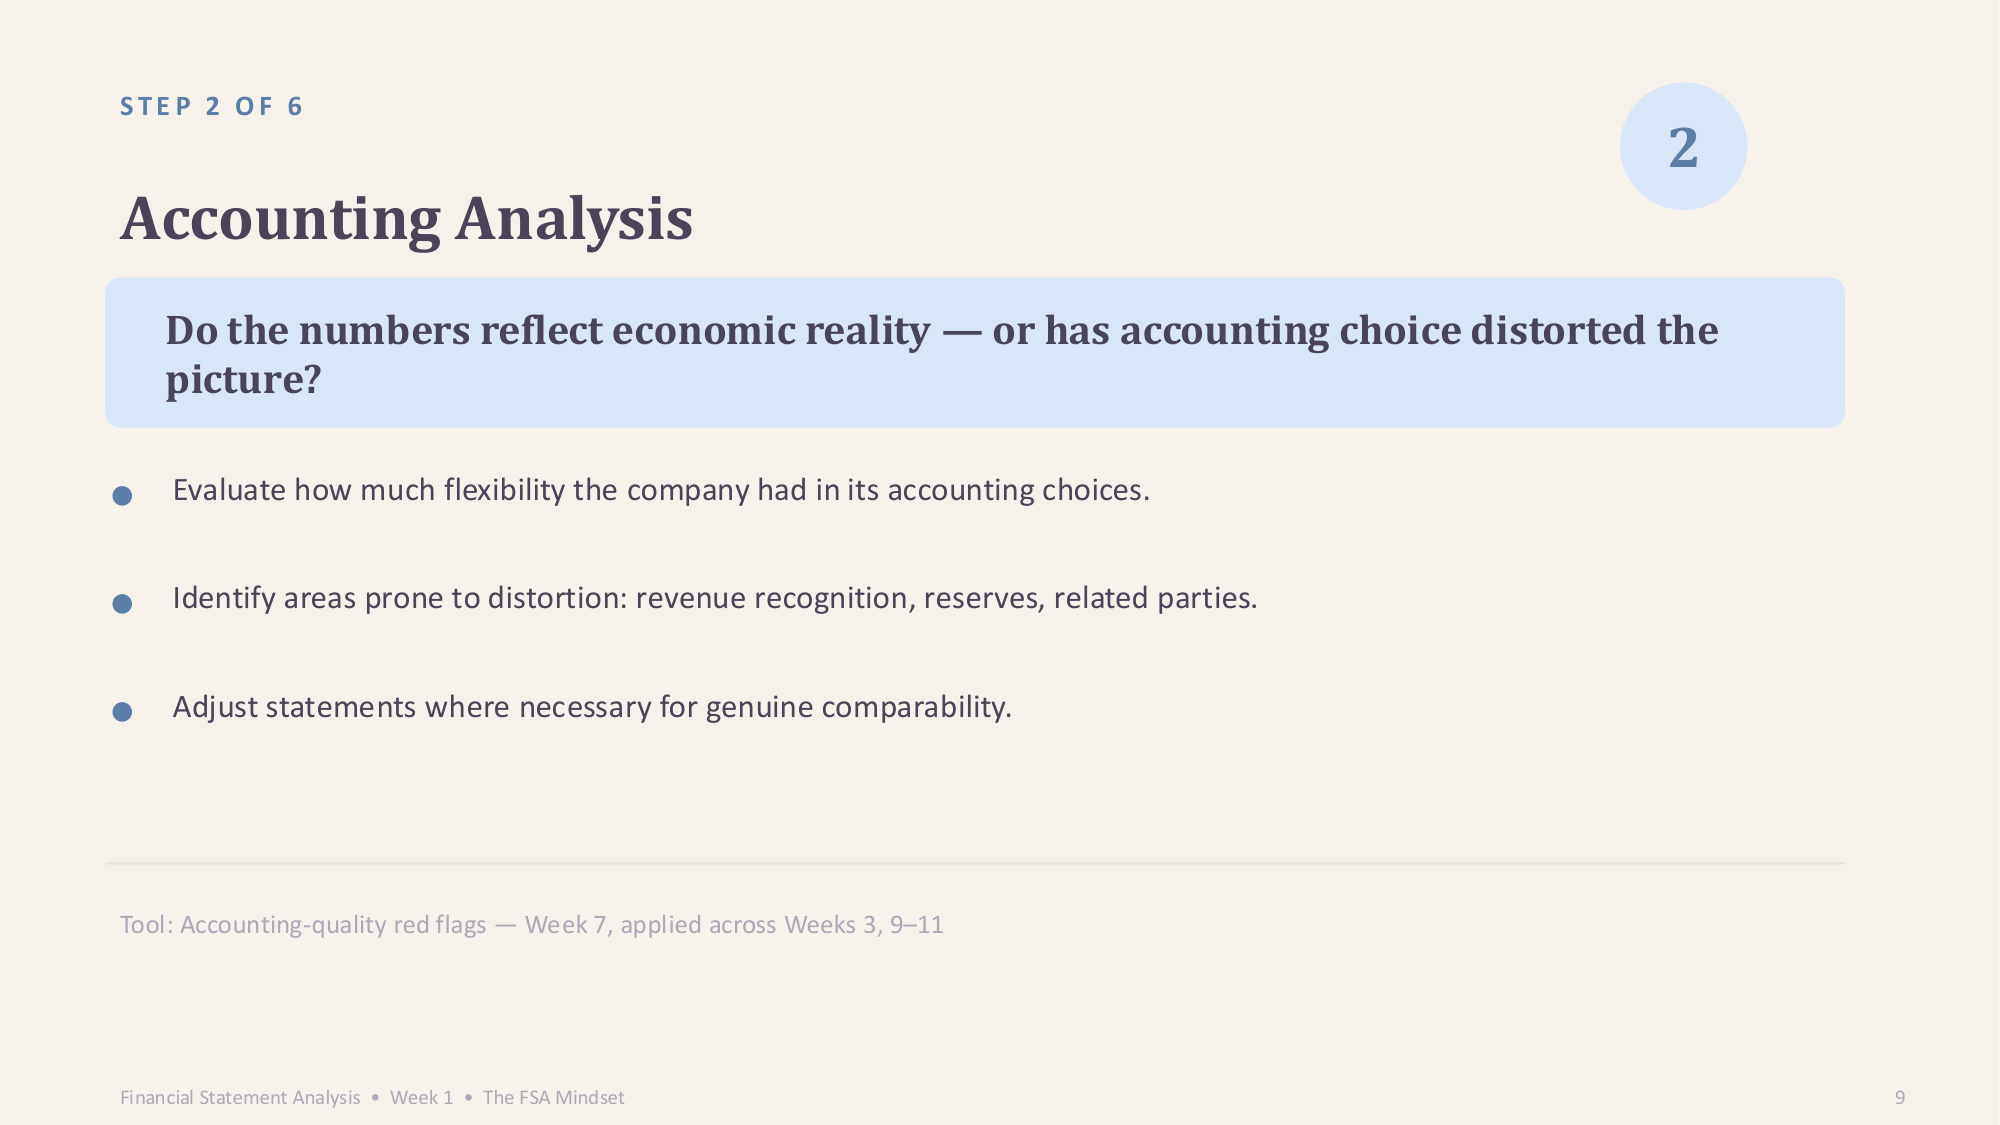 STEP 2 OF 6
2
Accounting Analysis
Do the numbers reflect economic reality — or has accounting choice distorted the
picture?
● Evaluate how much flexibility the company had in its accounting choices.
● Identify areas prone to distortion: revenue recognition, reserves, related parties.
● Adjust statements where necessary for genuine comparability.
Tool: Accounting-quality red flags — Week 7, applied across Weeks 3, 9–11
Financial Statement Analysis • Week 1 • The FSA Mindset
9